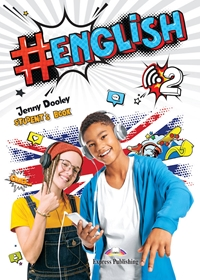 #ENGLISH
2
Jenny Dooley
STUDENT'S BOOK
Express Publishing